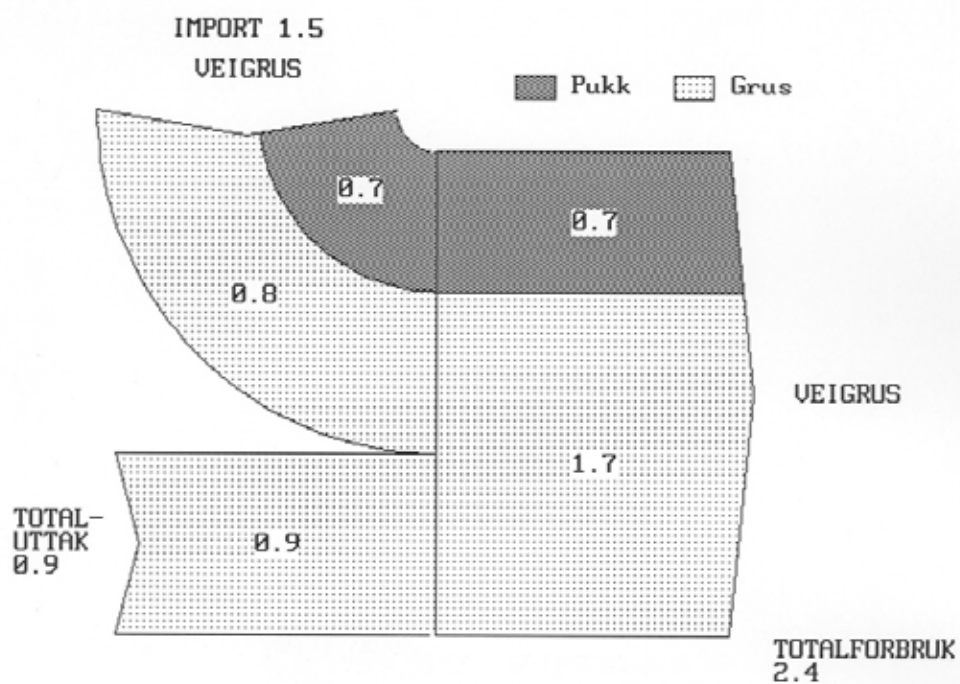 IMPORT 1.5
VEIGRUS
Pukk
Grus
0.7
0.7
0.8
VEIGRUS
1.7
TOTAL-
UTTAK
0.9
0.9
TOTALFORBRUK
2.4